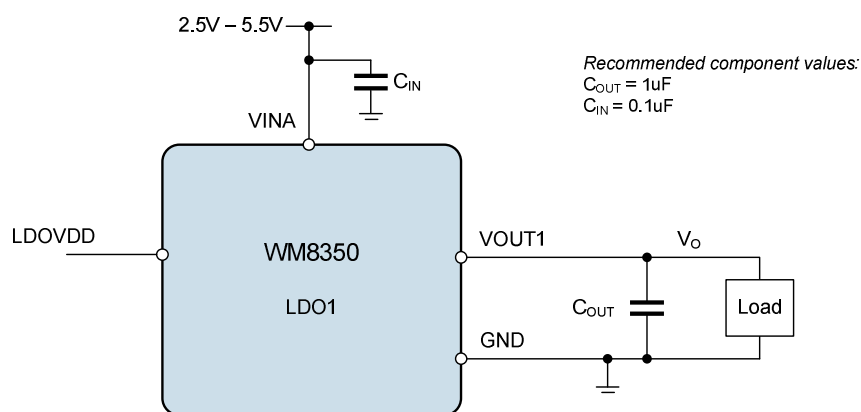 2.5V – 5.5V
Recommended component values:
COUT = 1uF
CIN = 0.1uF
CIN
VINA
LDOVDD
WM8350
LDO1
VOUT1
VO
COUT
Load
GND